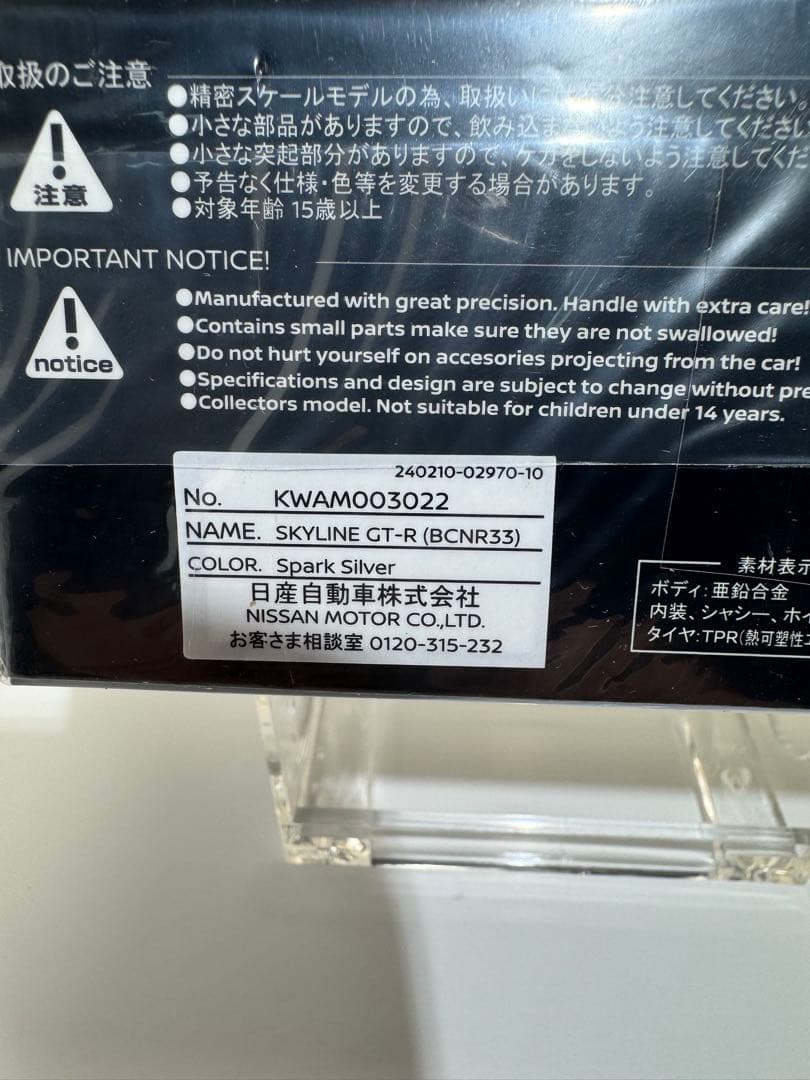 取扱のご注意
●精密スケールモデルの為、取扱いには十分注意してください
●小さな部品がありますので、飲み込まないよう注意してください
●小さな突起部分がありますので、ケガをしないよう注意してくだ
●予告なく仕様・色等を変更する場合があります。
●対象年齢 15歳以上
注意
IMPORTANT NOTICE!
notice
●Manufactured with great precision. Handle with extra care!
●Contains small parts make sure they are not swallowed!
●Do not hurt yourself on accesories projecting from the car!
●Specifications and design are subject to change without pre
●Collectors model. Not suitable for children under 14 years.
240210-02970-10
No. KWAM003022
NAME. SKYLINE GT-R (BCNR33)
COLOR. Spark Silver
日産自動車株式会社
NISSAN MOTOR CO.,LTD.
お客さま相談室 0120-315-232
素材表示
ボディ: 亜鉛合金
内装、シャシー、ホイ
タイヤ:TPR(熱可塑性エ